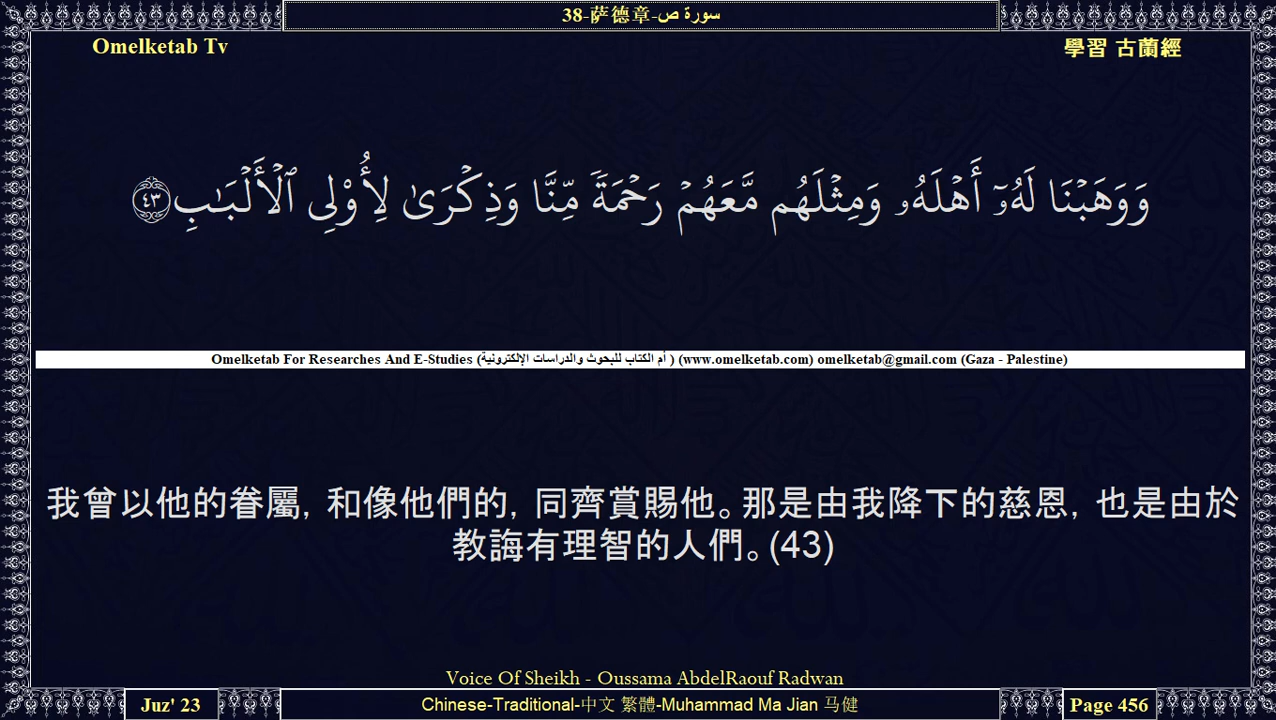 38-萨德章-سورة ص
Omelketab Tv
學習 古蘭經
وَوَهَبۡنَا لَهُۥٓ أَهۡلَهُۥ وَمِثۡلَهُم مَّعَهُمۡ رَحۡمَةٗ مِّنَّا وَذِكۡرَىٰ لِأُوْلِي ٱلۡأَلۡبَٰبِ ٤٣
Omelketab For Researches And E-Studies (أم الكتاب للبحوث والدراسات الإلكترونية ) (www.omelketab.com) omelketab@gmail.com (Gaza - Palestine)
我曾以他的眷屬，和像他們的，同齊賞賜他。那是由我降下的慈恩，也是由於
教誨有理智的人們。(43)
Voice Of Sheikh - Oussama AbdelRaouf Radwan
Juz' 23
Chinese-Traditional-中文 繁體-Muhammad Ma Jian 马健
Page 456